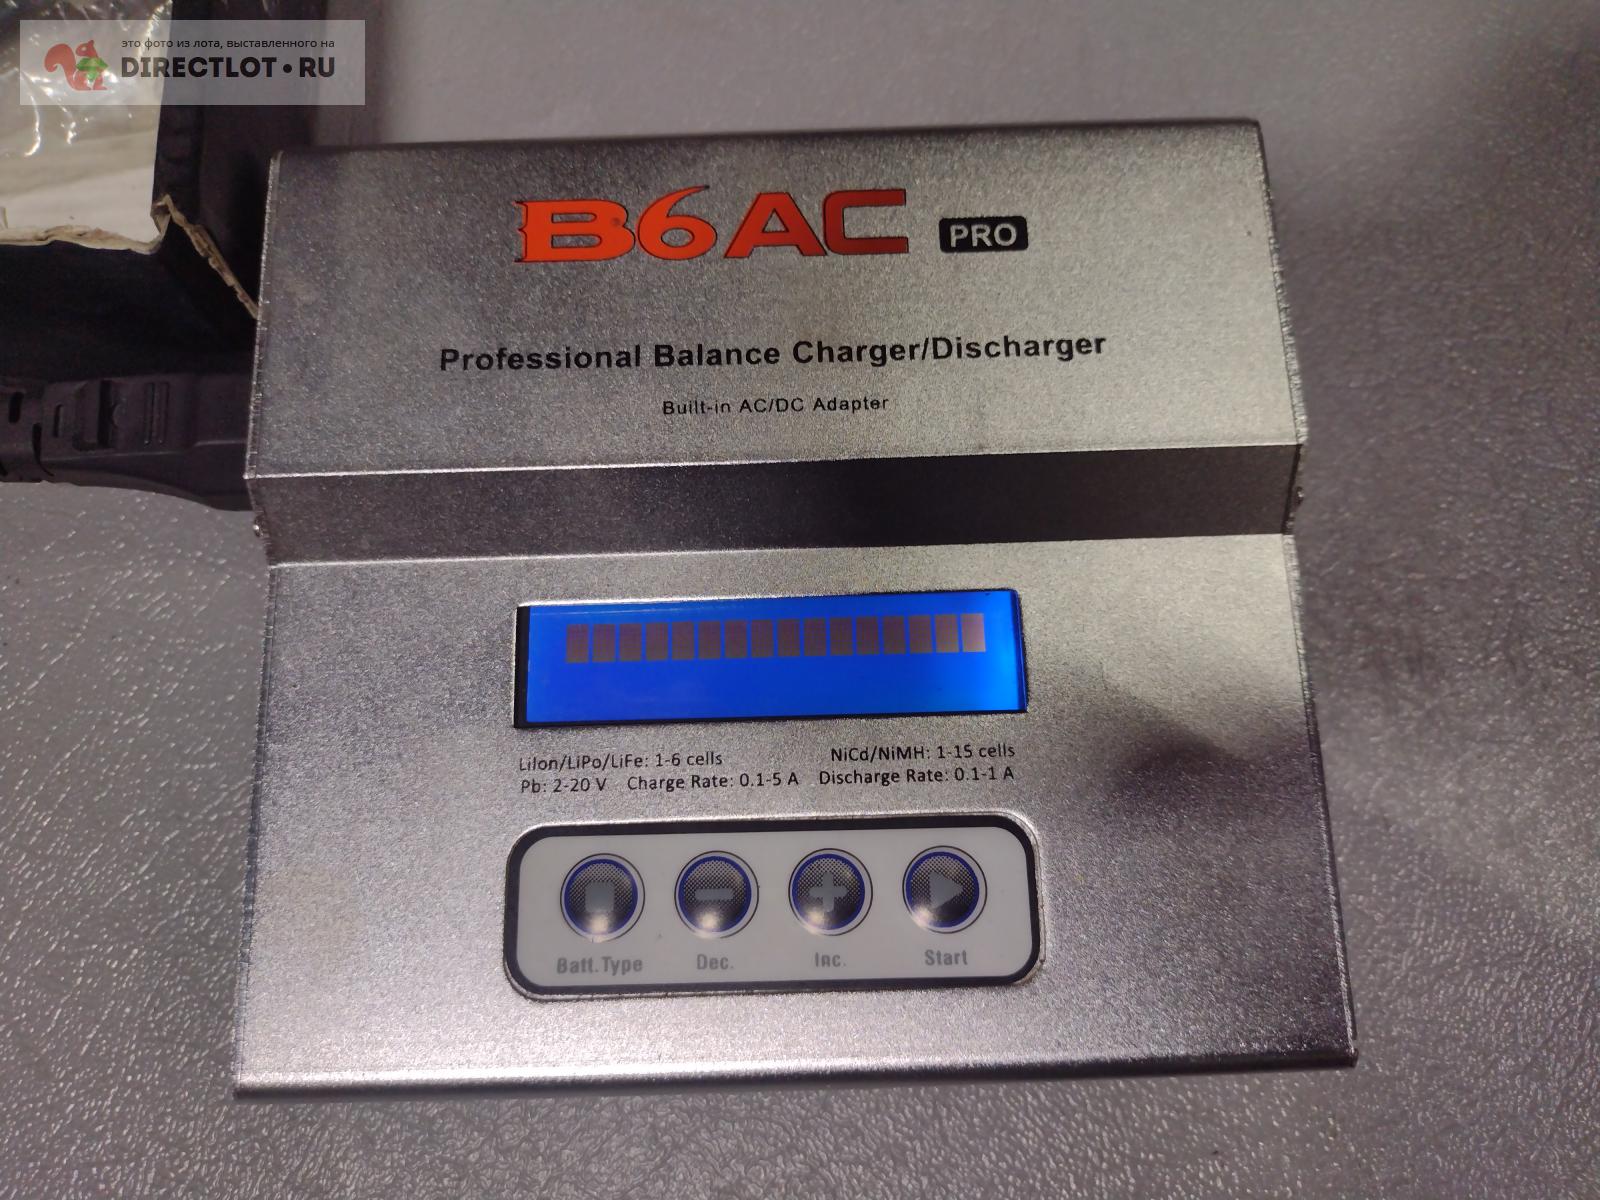 это фото из лота, выставленного на
DIRECTLOT•RU
B6AC PRO
Professional Balance Charger/Discharger
Built-in AC/DC Adapter
LiIon/LiPo/LiFe: 1-6 cells NiCd/NiMH: 1-15 cells
Pb: 2-20 V Charge Rate: 0.1-5 A Discharge Rate: 0.1-1 A
Batt.Type Dec. Inc. Start